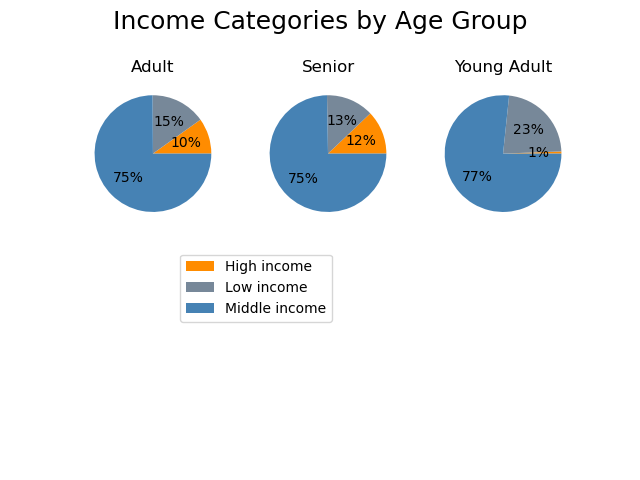 Income Categories by Age Group
Adult
15%
10%
75%
Senior
13%
12%
75%
Young Adult
23%
1%
77%
High income
Low income
Middle income